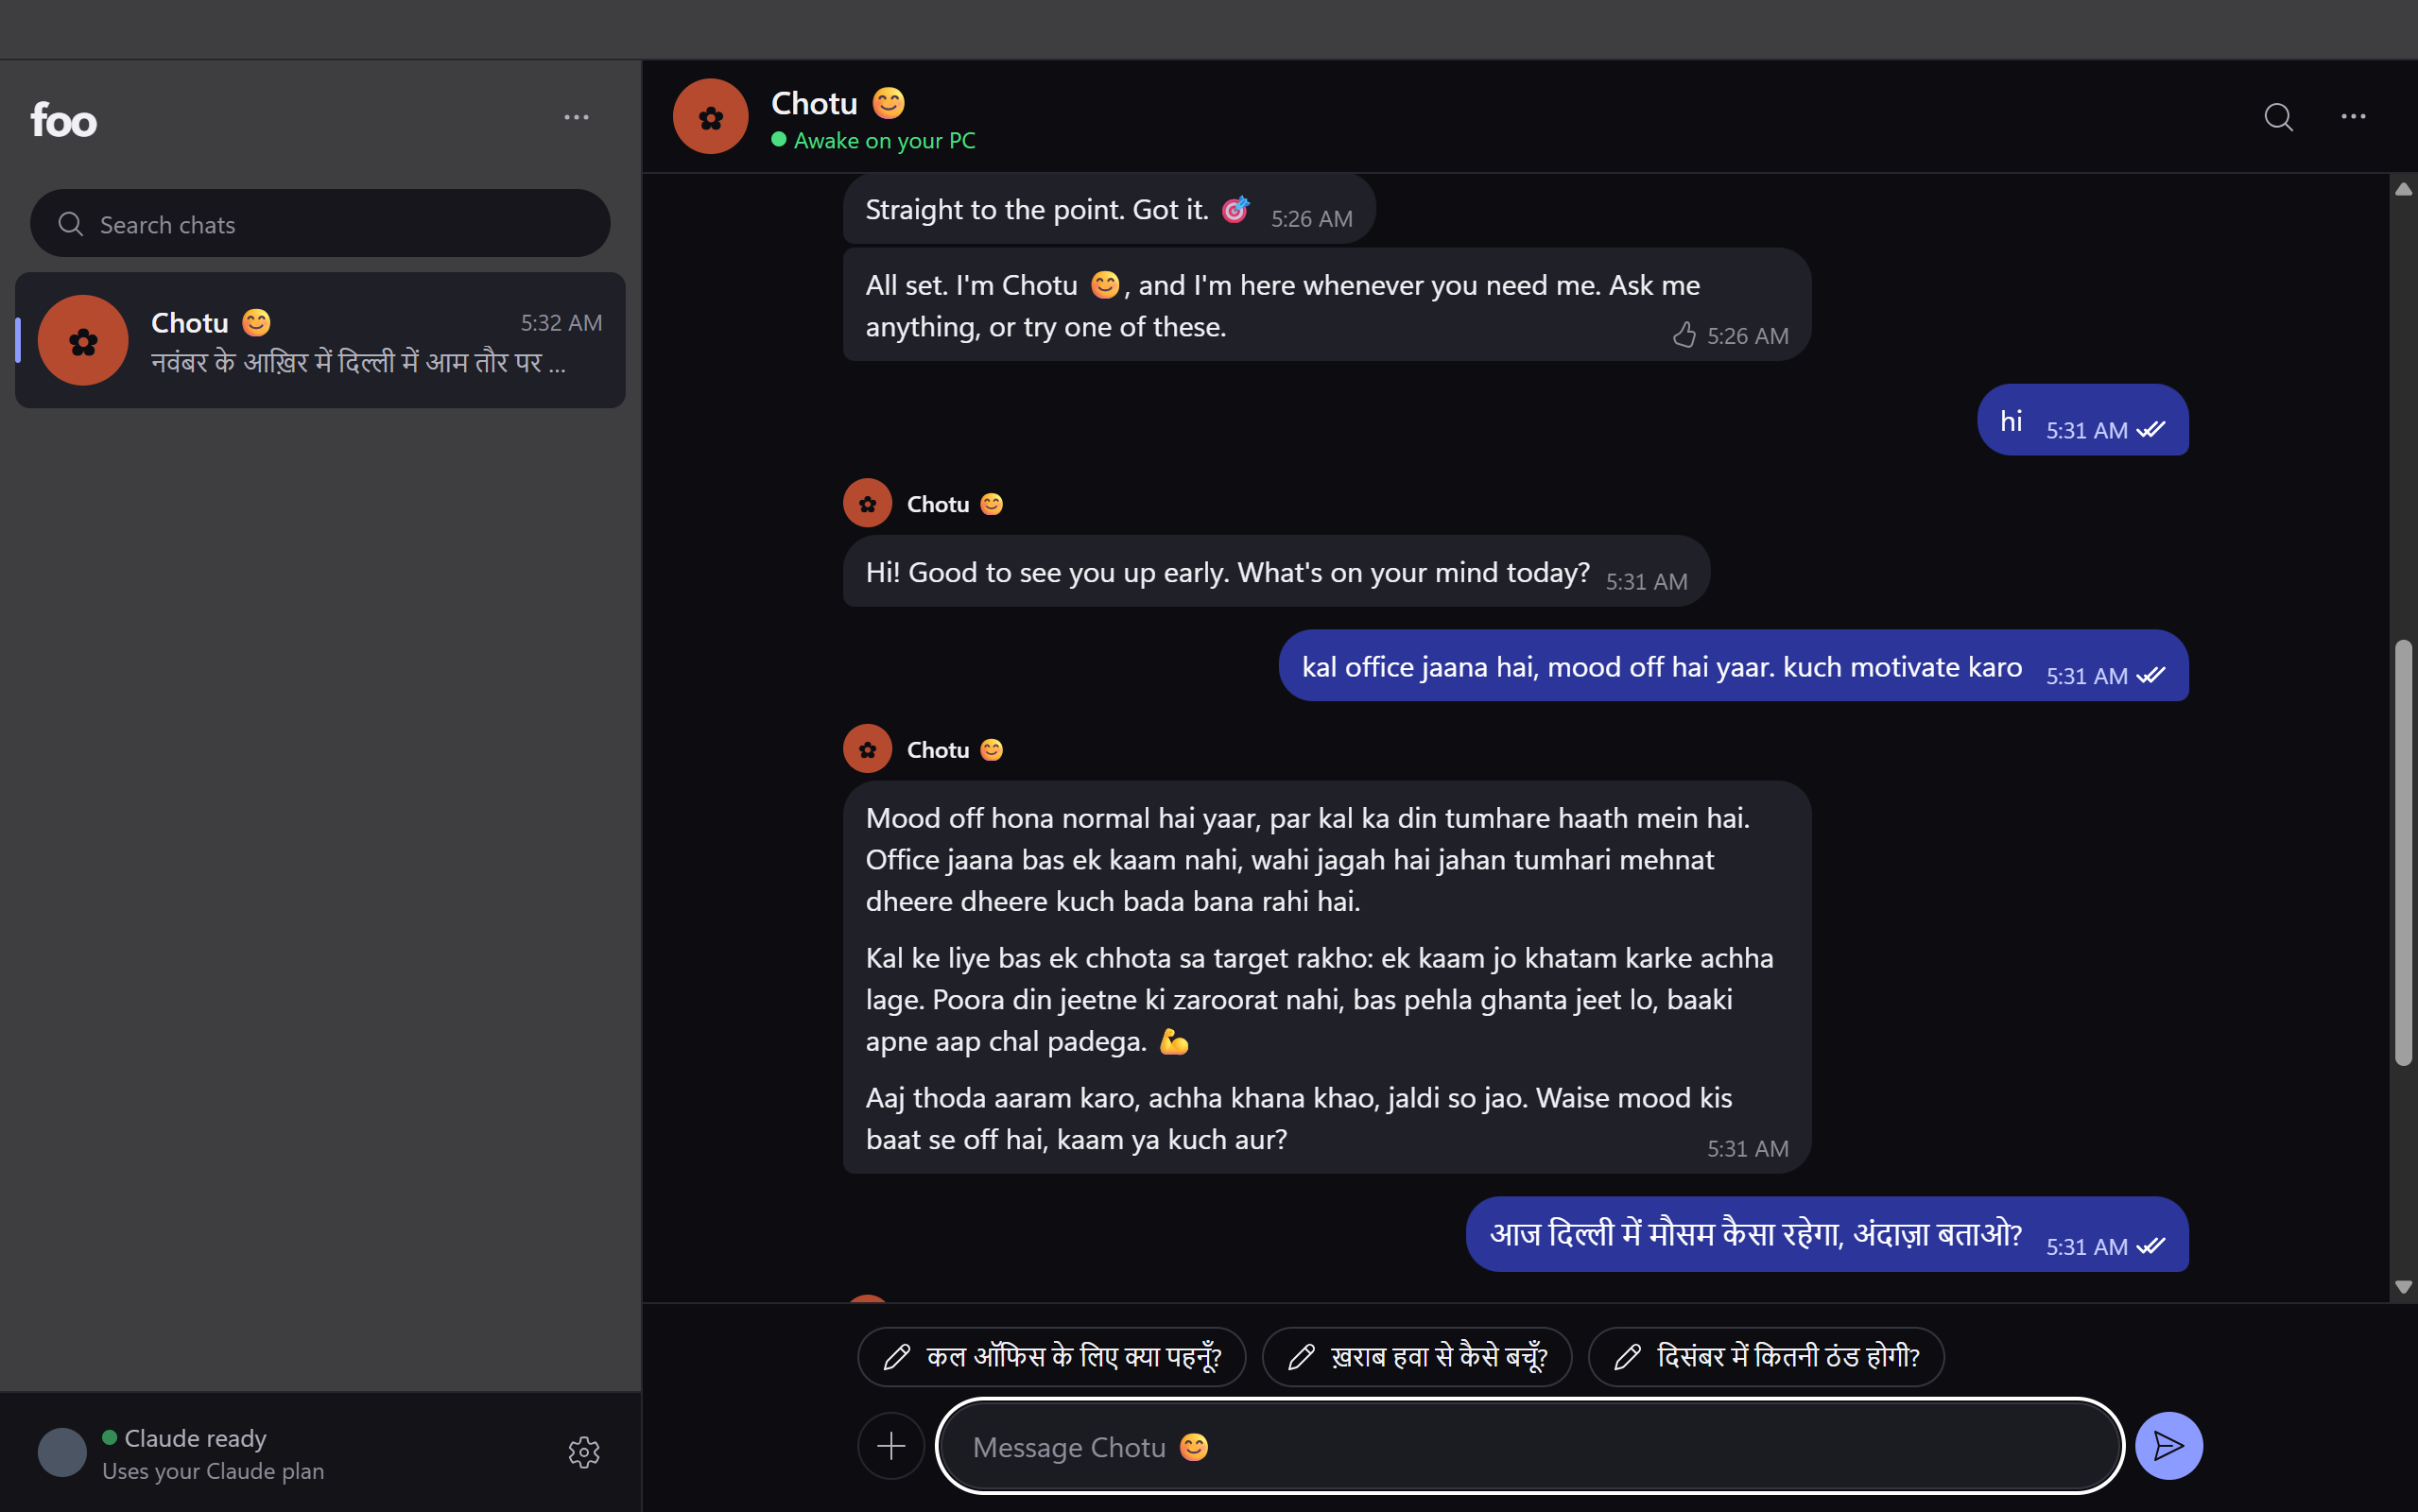 foo
Search chats
Chotu 😊 5:32 AM
नवंबर के आख़िर में दिल्ली में आम तौर पर ...
Claude ready
Uses your Claude plan
Chotu 😊
Awake on your PC
Straight to the point. Got it. 🎯 5:26 AM
All set. I'm Chotu 😊, and I'm here whenever you need me. Ask me
anything, or try one of these. 5:26 AM
hi 5:31 AM
Chotu 😊
Hi! Good to see you up early. What's on your mind today? 5:31 AM
kal office jaana hai, mood off hai yaar. kuch motivate karo 5:31 AM
Chotu 😊
Mood off hona normal hai yaar, par kal ka din tumhare haath mein hai.
Office jaana bas ek kaam nahi, wahi jagah hai jahan tumhari mehnat
dheere dheere kuch bada bana rahi hai.
Kal ke liye bas ek chhota sa target rakho: ek kaam jo khatam karke achha
lage. Poora din jeetne ki zaroorat nahi, bas pehla ghanta jeet lo, baaki
apne aap chal padega. 💪
Aaj thoda aaram karo, achha khana khao, jaldi so jao. Waise mood kis
baat se off hai, kaam ya kuch aur? 5:31 AM
आज दिल्ली में मौसम कैसा रहेगा, अंदाज़ा बताओ? 5:31 AM
कल ऑफिस के लिए क्या पहनूँ?
ख़राब हवा से कैसे बचूँ?
दिसंबर में कितनी ठंड होगी?
Message Chotu 😊